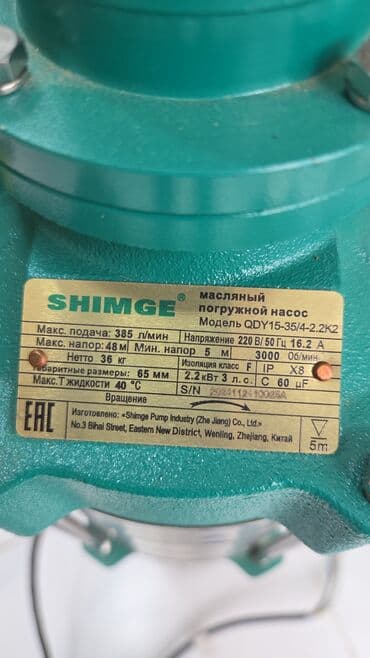 SHIMGE®
масляный
погружной насос
Модель QDY15-35/4-2.2K2
Макс. подача: 385 л/мин Напряжение 220 В/50 Гц 16.2 А
Макс. напор: 48 м Мин. напор 5 м 3000 Об/мин
Нетто 36 кг Изоляция класс F IP X8
абаритные размеры: 65 мм 2.2 кВт 3 л.с. C 60 µF
Макс.Т жидкости 40 °C S/N
Вращение
EAC
Изготовлено: «Shimge Pump Industry (Zhe Jiang) Co., Ltd.»
No.3 Bihai Street, Eastern New District, Wenling, Zhejiang, Китай
5m